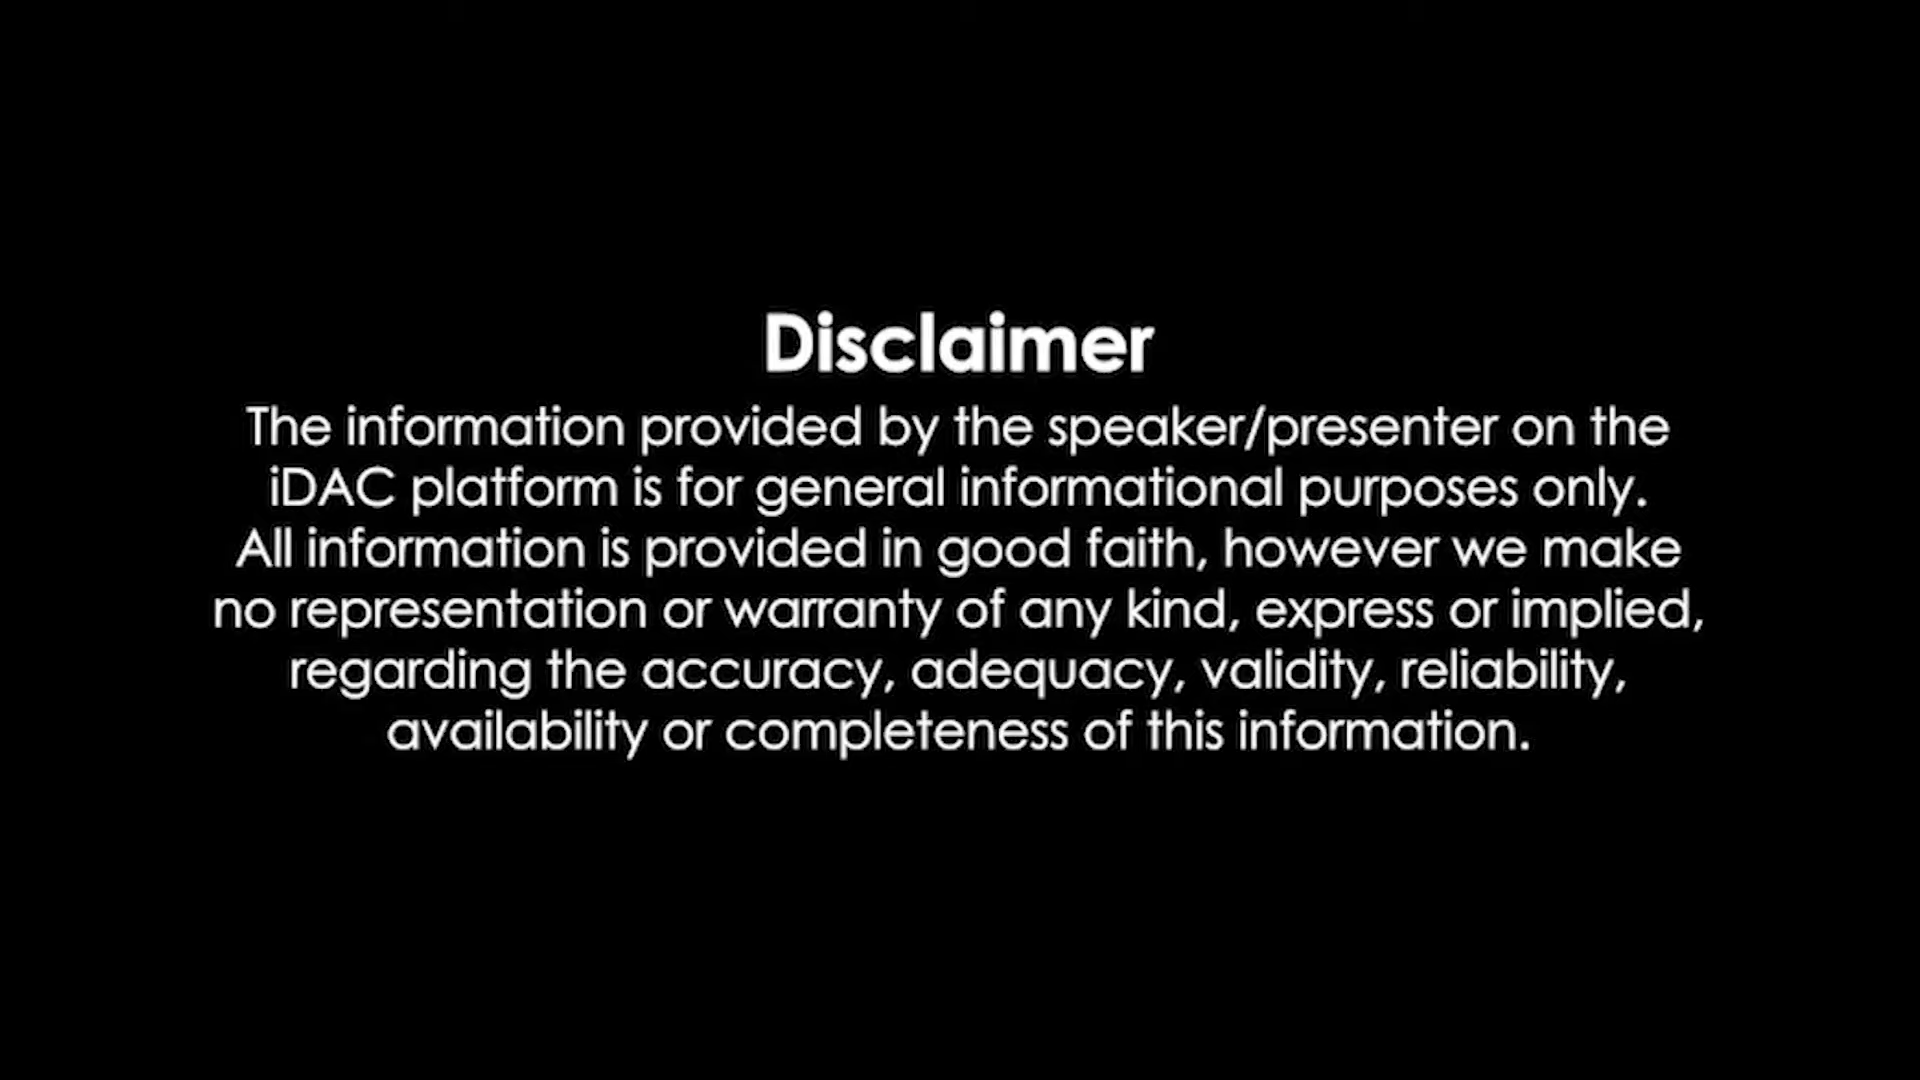 Disclaimer
The information provided by the speaker/presenter on the
iDAC platform is for general informational purposes only.
All information is provided in good faith, however we make
no representation or warranty of any kind, express or implied,
regarding the accuracy, adequacy, validity, reliability,
availability or completeness of this information.